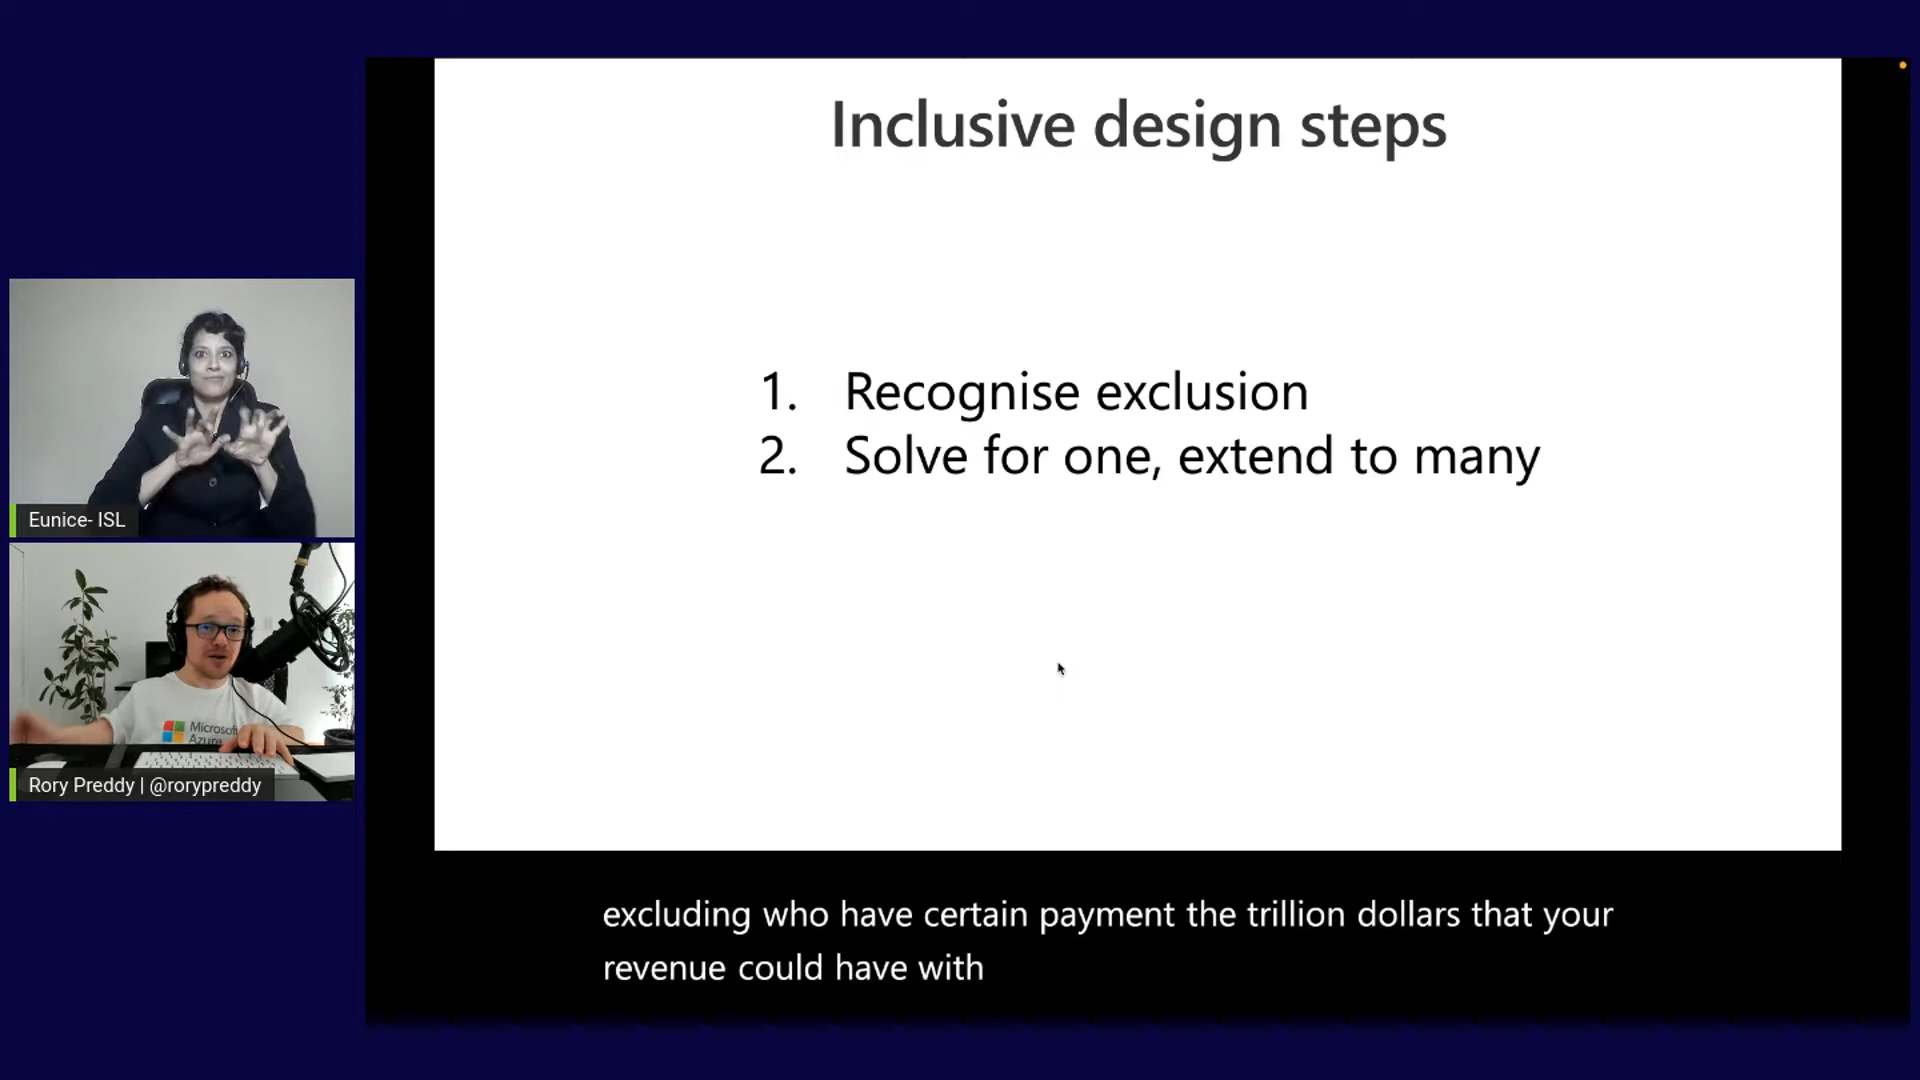 Inclusive design steps
1. Recognise exclusion
2. Solve for one, extend to many
Eunice- ISL
Microsoft
Azure
Rory Preddy | @rorypreddy
excluding who have certain payment the trillion dollars that your
revenue could have with